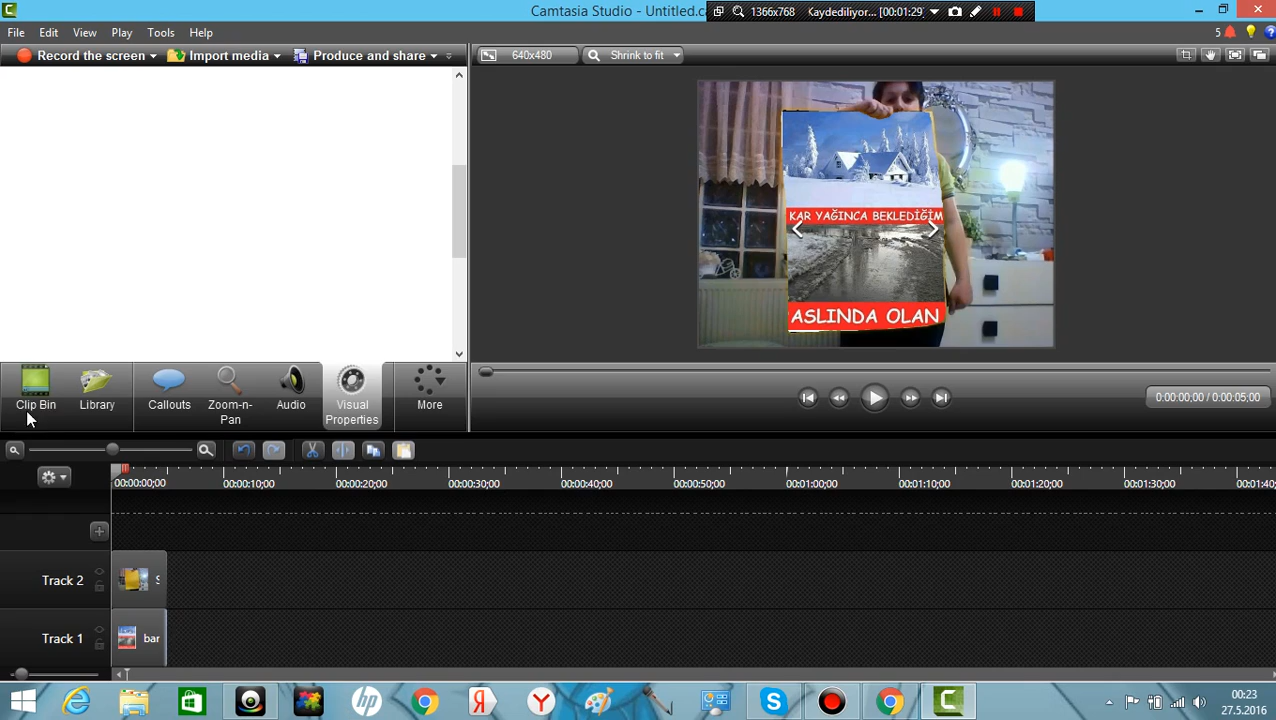 Camtasia Studio - Untitled.ca
1366x768
Kaydediliyor...
[00:01:29]
File
Edit
View
Play
Tools
Help
5
Record the screen
Import media
Produce and share
640x480
Shrink to fit
KAR YAĞINCA BEKLEDİĞİM
ASLINDA OLAN
Clip Bin
Library
Callouts
Zoom-n-
Pan
Audio
Visual
Properties
More
0:00:00;00 / 0:00:05;00
00:00:00;00
00:00:10;00
00:00:20;00
00:00:30;00
00:00:40;00
00:00:50;00
00:01:00;00
00:01:10;00
00:01:20;00
00:01:30;00
00:01:40;
Track 2
S
Track 1
bar
00:23
27.5.2016